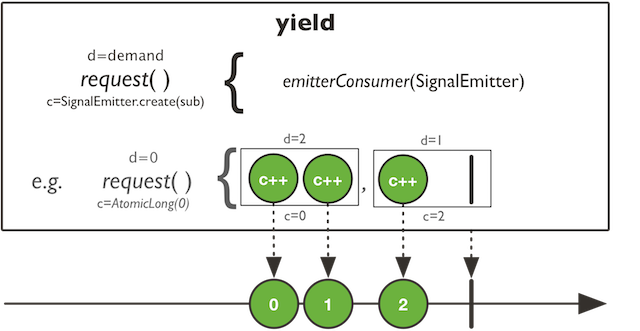 yield
d=demand
request( )
c=SignalEmitter.create(sub)
{
emitterConsumer(SignalEmitter)
e.g.
d=0
request( )
c=AtomicLong(0)
{
d=2
c++ c++
c=0
,
d=1
c++
c=2
0 1 2